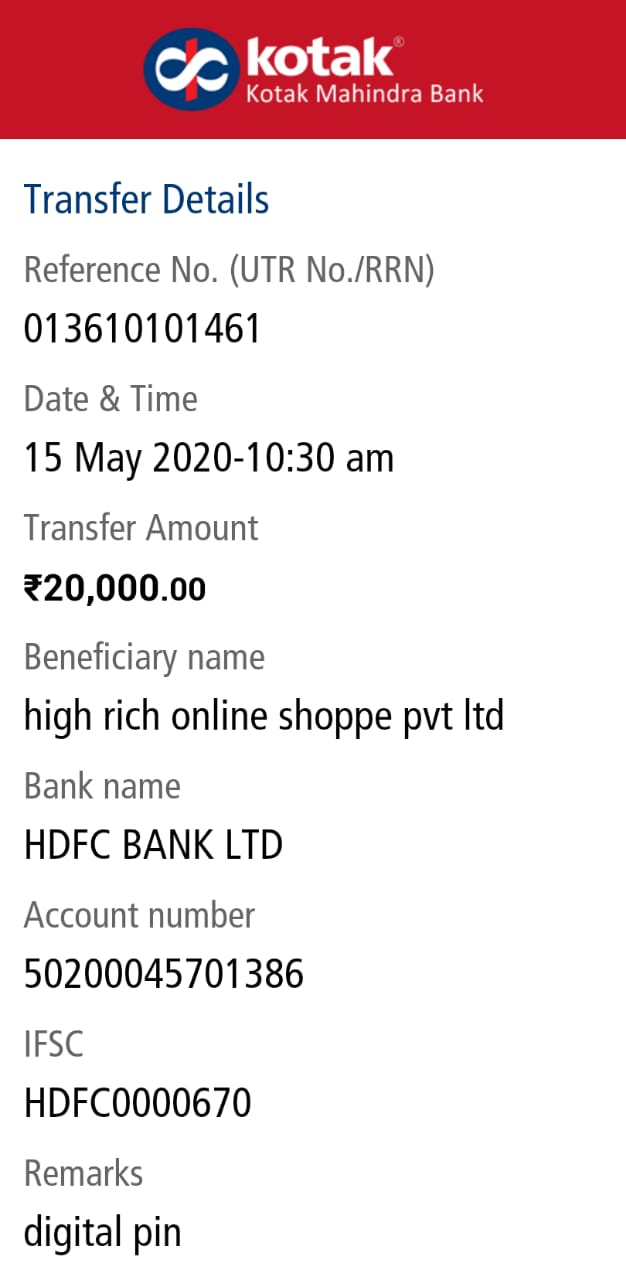 kotak®
Kotak Mahindra Bank
Transfer Details
Reference No. (UTR No./RRN)
013610101461
Date & Time
15 May 2020-10:30 am
Transfer Amount
₹20,000.00
Beneficiary name
high rich online shoppe pvt ltd
Bank name
HDFC BANK LTD
Account number
50200045701386
IFSC
HDFC0000670
Remarks
digital pin